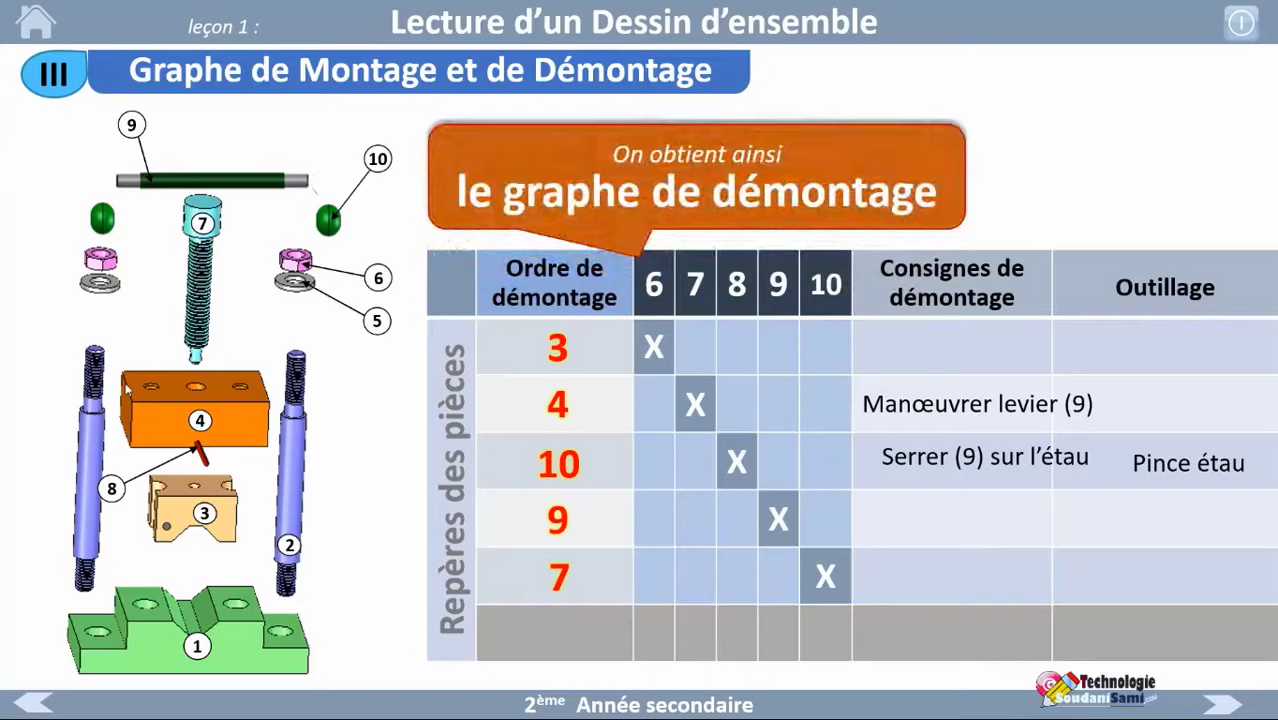 leçon 1 :
Lecture d'un Dessin d'ensemble
III
Graphe de Montage et de Démontage
9
10
7
6
5
4
8
3
2
1
On obtient ainsi
le graphe de démontage
Ordre de
démontage
6 7 8 9 10
Consignes de
démontage
Outillage
Repères des pièces
3 X
4 X Manœuvrer levier (9)
10 X Serrer (9) sur l'étau Pince étau
9 X
7 X
2ème Année secondaire
Technologie
SoudaniSami